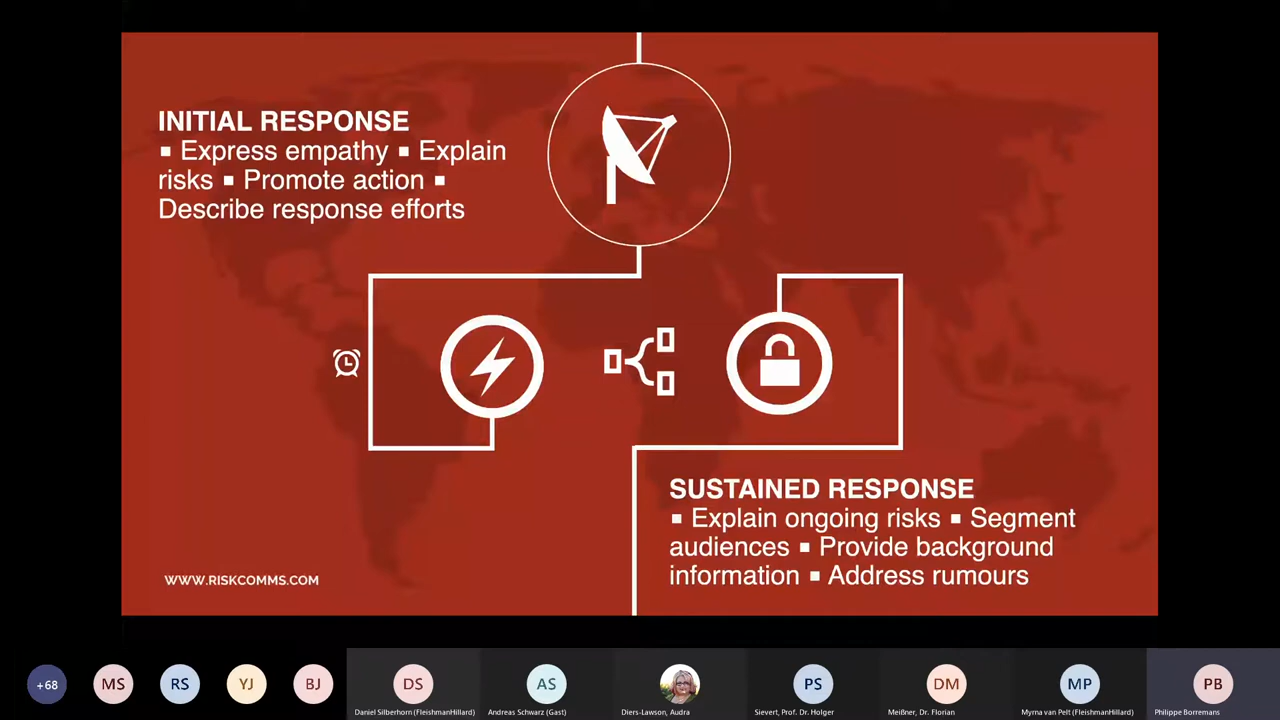 INITIAL RESPONSE
▪ Express empathy ▪ Explain
risks ▪ Promote action ▪
Describe response efforts
SUSTAINED RESPONSE
▪ Explain ongoing risks ▪ Segment
audiences ▪ Provide background
information ▪ Address rumours
WWW.RISKCOMMS.COM
+68
MS
RS
YJ
BJ
DS
AS
PS
DM
MP
PB
Daniel Silberhorn (FleishmanHillard)
Andreas Schwarz (Gast)
Diers-Lawson, Audra
Sievert, Prof. Dr. Holger
Meißner, Dr. Florian
Myrna van Pelt (FleishmanHillard)
Philippe Borremans